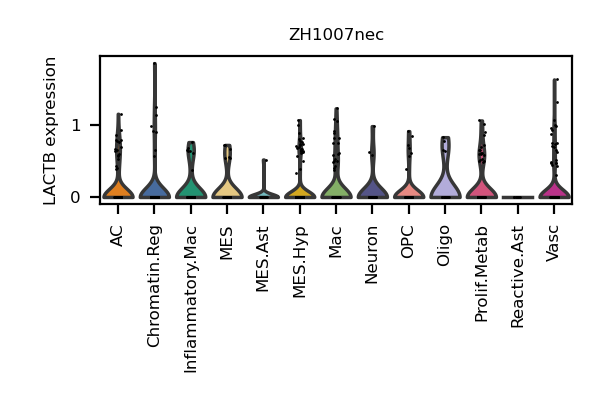 ZH1007nec
LACTB expression
1
0
AC
Chromatin.Reg
Inflammatory.Mac
MES
MES.Ast
MES.Hyp
Mac
Neuron
OPC
Oligo
Prolif.Metab
Reactive.Ast
Vasc